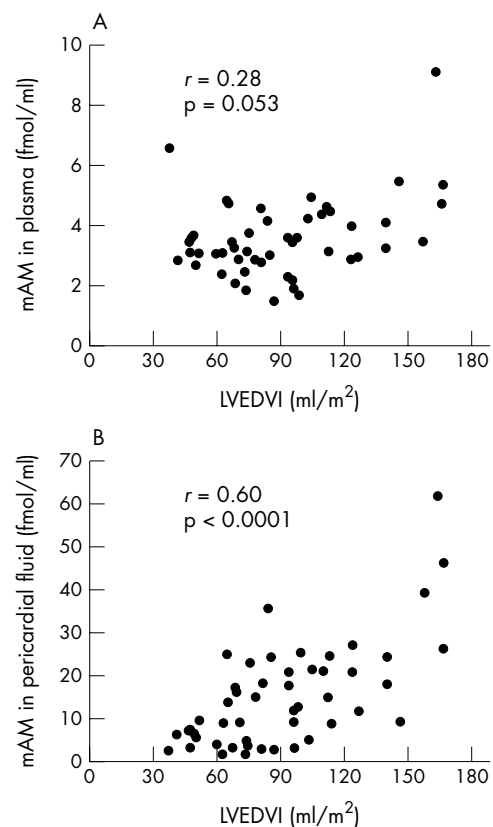 A
mAM in plasma (fmol/ml)
10
8
6
4
2
0
r = 0.28
p = 0.053
0 30 60 90 120 150 180
LVEDVI (ml/m²)
B
mAM in pericardial fluid (fmol/ml)
70
60
50
40
30
20
10
0
r = 0.60
p < 0.0001
0 30 60 90 120 150 180
LVEDVI (ml/m²)